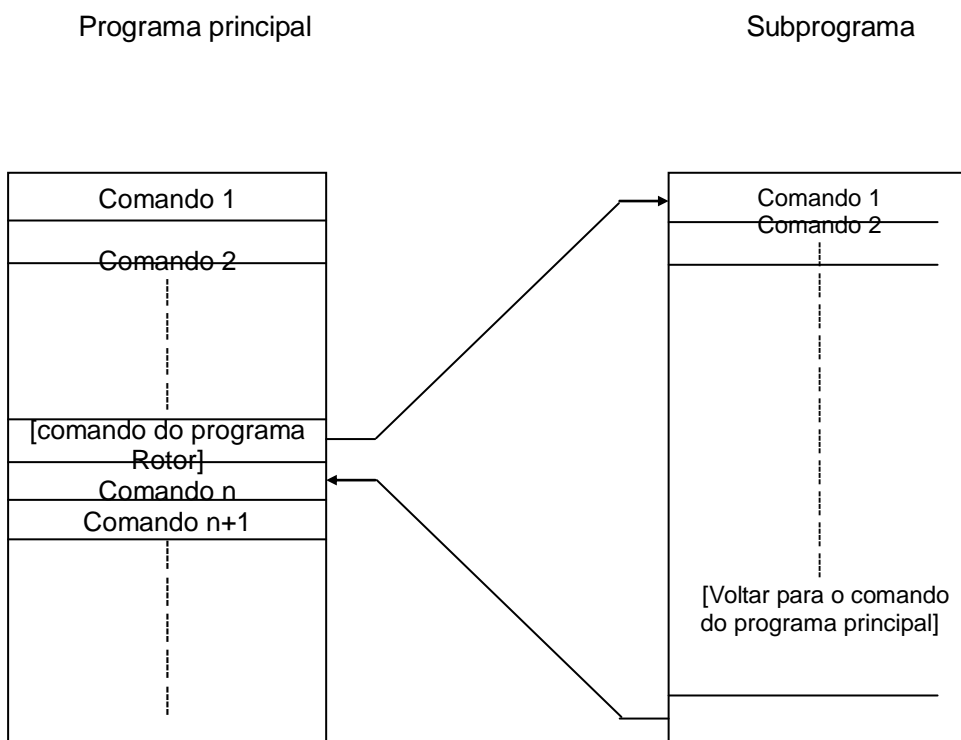 Programa principal
Subprograma
Comando 1
Comando 2
[comando do programa
Rotor]
Comando n
Comando n+1
Comando 1
Comando 2
[Voltar para o comando
do programa principal]